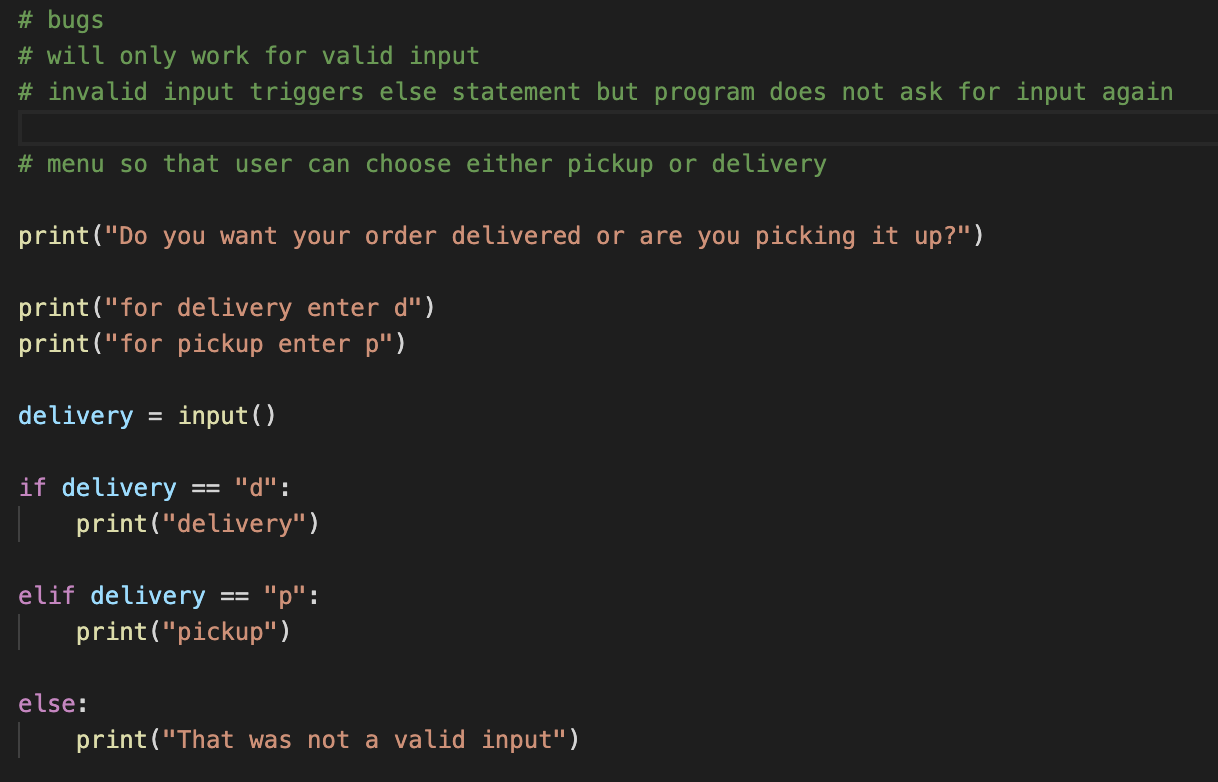 # bugs
# will only work for valid input
# invalid input triggers else statement but program does not ask for input again
# menu so that user can choose either pickup or delivery
print("Do you want your order delivered or are you picking it up?")
print("for delivery enter d")
print("for pickup enter p")
delivery = input()
if delivery == "d":
    print("delivery")
elif delivery == "p":
    print("pickup")
else:
    print("That was not a valid input")